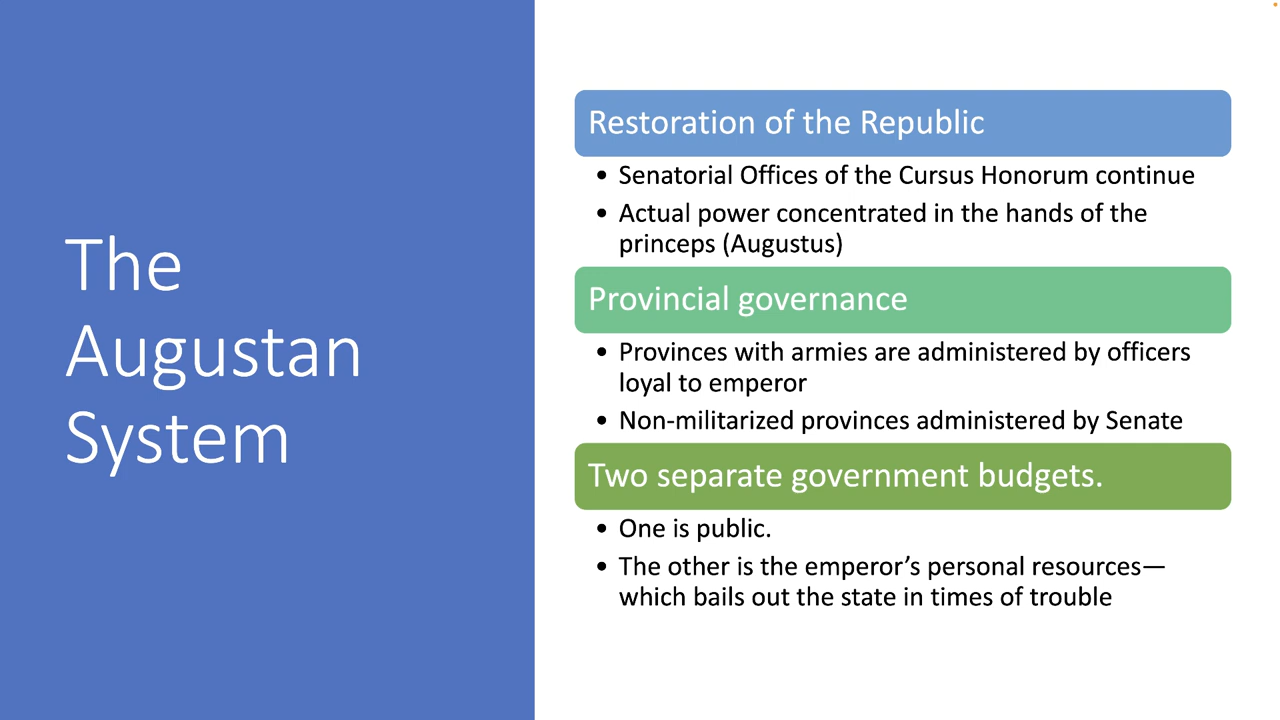 The
Augustan
System
Restoration of the Republic
• Senatorial Offices of the Cursus Honorum continue
• Actual power concentrated in the hands of the
princeps (Augustus)
Provincial governance
• Provinces with armies are administered by officers
loyal to emperor
• Non-militarized provinces administered by Senate
Two separate government budgets.
• One is public.
• The other is the emperor’s personal resources—
which bails out the state in times of trouble